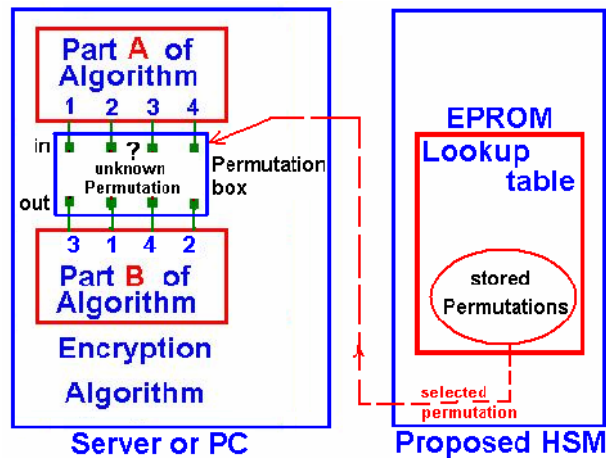 Part A of
Algorithm
1 2 3 4
in
?
unknown
Permutation
Permutation
box
out
3 1 4 2
Part B of
Algorithm
Encryption
Algorithm
Server or PC
EPROM
Lookup
table
stored
Permutations
selected
permutation
Proposed HSM